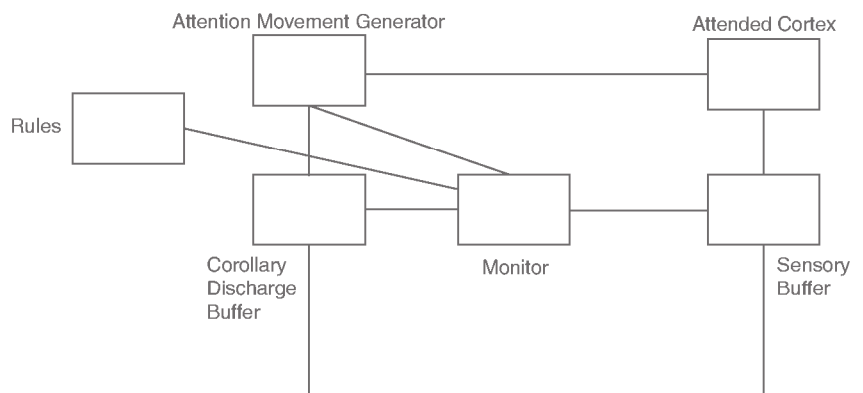 Attention Movement Generator
Attended Cortex
Rules
Corollary
Discharge
Buffer
Monitor
Sensory
Buffer